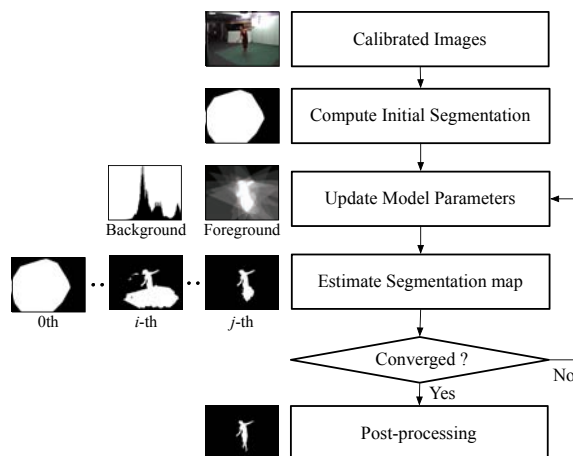 Calibrated Images
Compute Initial Segmentation
Update Model Parameters
Background
Foreground
Estimate Segmentation map
0th
i-th
j-th
Converged ?
No
Yes
Post-processing